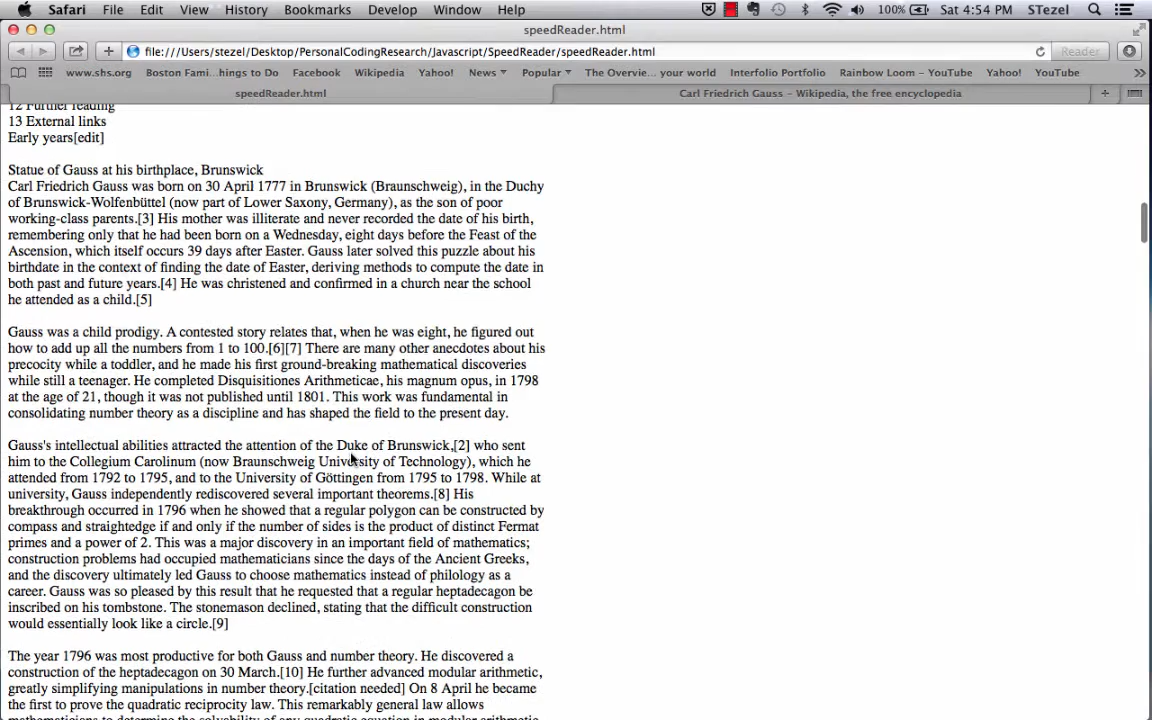 Safari File Edit View History Bookmarks Develop Window Help 100% Sat 4:54 PM STezel
speedReader.html
file:///Users/stezel/Desktop/PersonalCodingResearch/Javascript/SpeedReader/speedReader.html Reader
www.shs.org Boston Fami...hings to Do Facebook Wikipedia Yahoo! News Popular The Overvie... your world Interfolio Portfolio Rainbow Loom – YouTube Yahoo! YouTube
speedReader.html Carl Friedrich Gauss – Wikipedia, the free encyclopedia
12 Further reading
13 External links
Early years[edit]
Statue of Gauss at his birthplace, Brunswick
Carl Friedrich Gauss was born on 30 April 1777 in Brunswick (Braunschweig), in the Duchy
of Brunswick-Wolfenbüttel (now part of Lower Saxony, Germany), as the son of poor
working-class parents.[3] His mother was illiterate and never recorded the date of his birth,
remembering only that he had been born on a Wednesday, eight days before the Feast of the
Ascension, which itself occurs 39 days after Easter. Gauss later solved this puzzle about his
birthdate in the context of finding the date of Easter, deriving methods to compute the date in
both past and future years.[4] He was christened and confirmed in a church near the school
he attended as a child.[5]
Gauss was a child prodigy. A contested story relates that, when he was eight, he figured out
how to add up all the numbers from 1 to 100.[6][7] There are many other anecdotes about his
precocity while a toddler, and he made his first ground-breaking mathematical discoveries
while still a teenager. He completed Disquisitiones Arithmeticae, his magnum opus, in 1798
at the age of 21, though it was not published until 1801. This work was fundamental in
consolidating number theory as a discipline and has shaped the field to the present day.
Gauss's intellectual abilities attracted the attention of the Duke of Brunswick,[2] who sent
him to the Collegium Carolinum (now Braunschweig University of Technology), which he
attended from 1792 to 1795, and to the University of Göttingen from 1795 to 1798. While at
university, Gauss independently rediscovered several important theorems.[8] His
breakthrough occurred in 1796 when he showed that a regular polygon can be constructed by
compass and straightedge if and only if the number of sides is the product of distinct Fermat
primes and a power of 2. This was a major discovery in an important field of mathematics;
construction problems had occupied mathematicians since the days of the Ancient Greeks,
and the discovery ultimately led Gauss to choose mathematics instead of philology as a
career. Gauss was so pleased by this result that he requested that a regular heptadecagon be
inscribed on his tombstone. The stonemason declined, stating that the difficult construction
would essentially look like a circle.[9]
The year 1796 was most productive for both Gauss and number theory. He discovered a
construction of the heptadecagon on 30 March.[10] He further advanced modular arithmetic,
greatly simplifying manipulations in number theory.[citation needed] On 8 April he became
the first to prove the quadratic reciprocity law. This remarkably general law allows
mathematicians to determine the solvability of any quadratic equation in modular arithmetic.